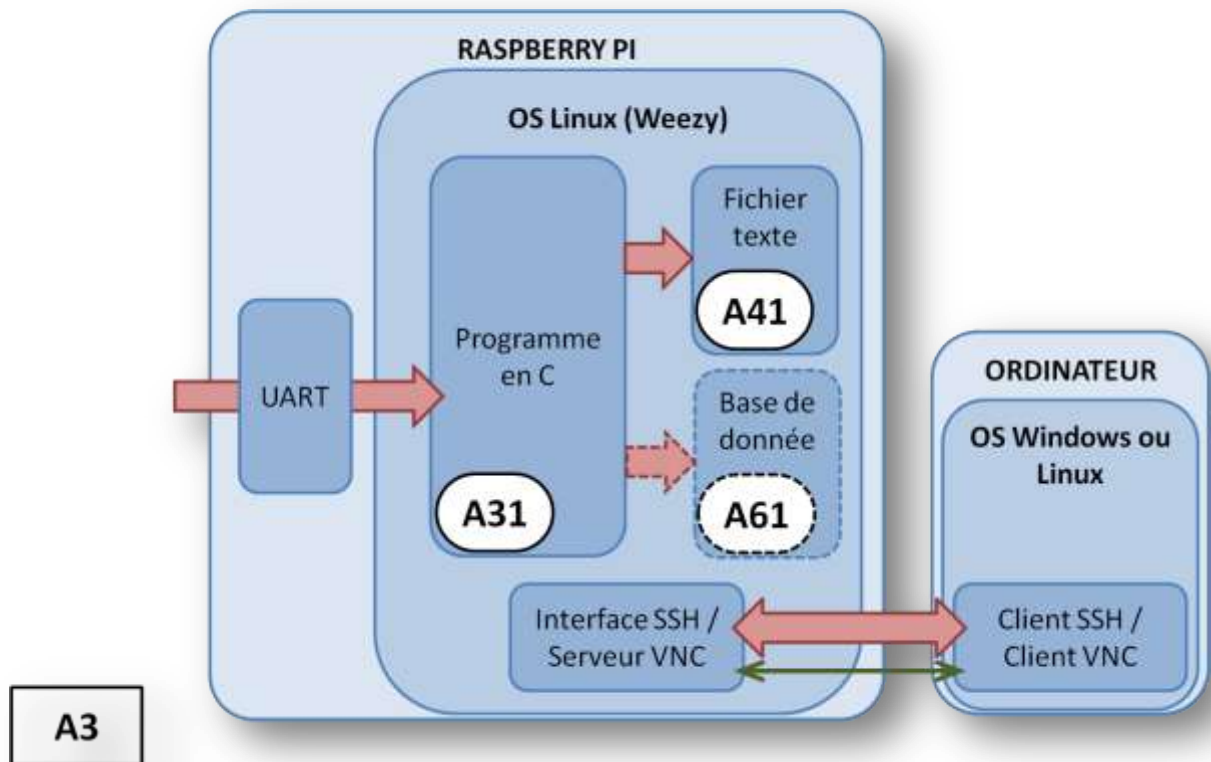 RASPBERRY PI
OS Linux (Weezy)
Fichier
texte
A41
Programme
en C
UART
A31
Base de
donnée
A61
Interface SSH /
Serveur VNC
ORDINATEUR
OS Windows ou
Linux
Client SSH /
Client VNC
A3